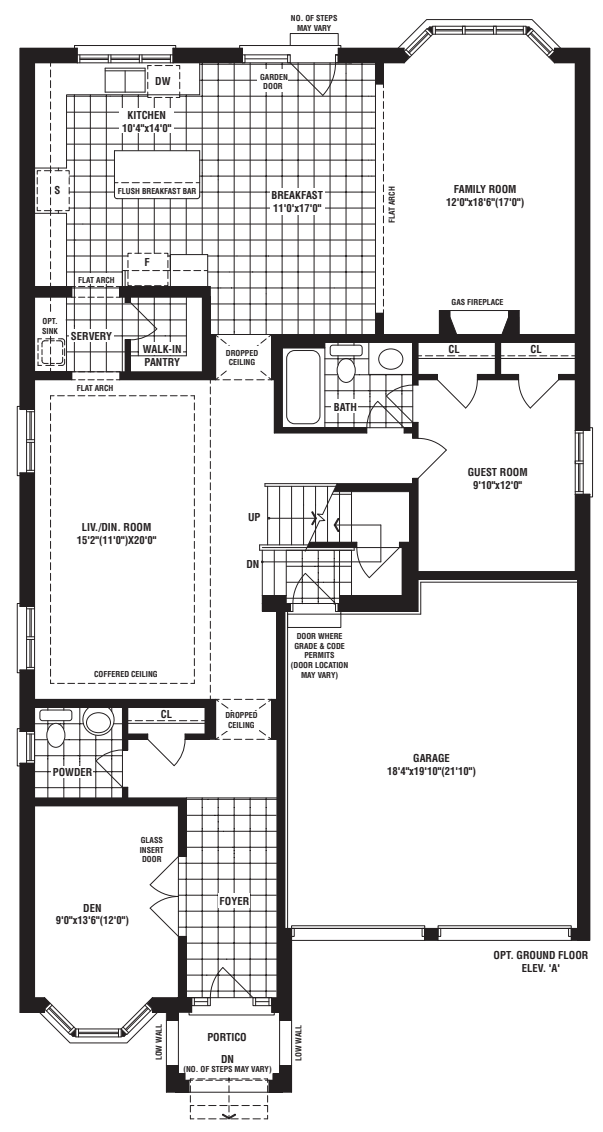 NO. OF STEPS
MAY VARY
DW
GARDEN
DOOR
KITCHEN
10'4"x14'0"
S
FLUSH BREAKFAST BAR
BREAKFAST
11'0"x17'0"
FLAT ARCH
FAMILY ROOM
12'0"x18'6"(17'0")
F
FLAT ARCH
GAS FIREPLACE
OPT.
SINK
SERVERY
WALK-IN
PANTRY
DROPPED
CEILING
CL
CL
FLAT ARCH
BATH
GUEST ROOM
9'10"x12'0"
UP
LIV./DIN. ROOM
15'2"(11'0")X20'0"
DN
DOOR WHERE
GRADE & CODE
PERMITS
(DOOR LOCATION
MAY VARY)
COFFERED CEILING
CL
DROPPED
CEILING
POWDER
GARAGE
18'4"x19'10"(21'10")
GLASS
INSERT
DOOR
DEN
9'0"x13'6"(12'0")
FOYER
OPT. GROUND FLOOR
ELEV. 'A'
LOW WALL
PORTICO
LOW WALL
DN
(NO. OF STEPS MAY VARY)